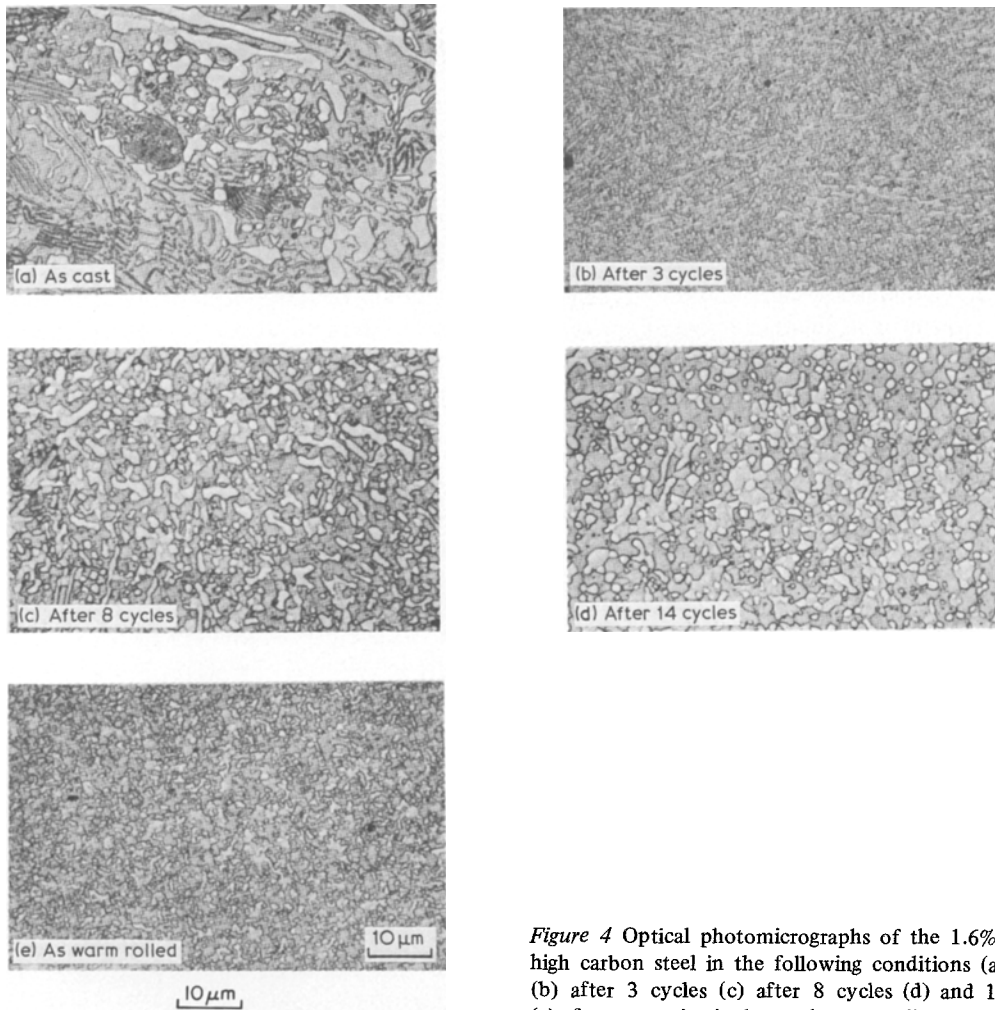 (a) As cast
(b) After 3 cycles
(c) After 8 cycles
(d) After 14 cycles
(e) As warm rolled
10 μm
10 μm
Figure 4 Optical photomicrographs of the 1.6%
high carbon steel in the following conditions (a
(b) after 3 cycles (c) after 8 cycles (d) and 1